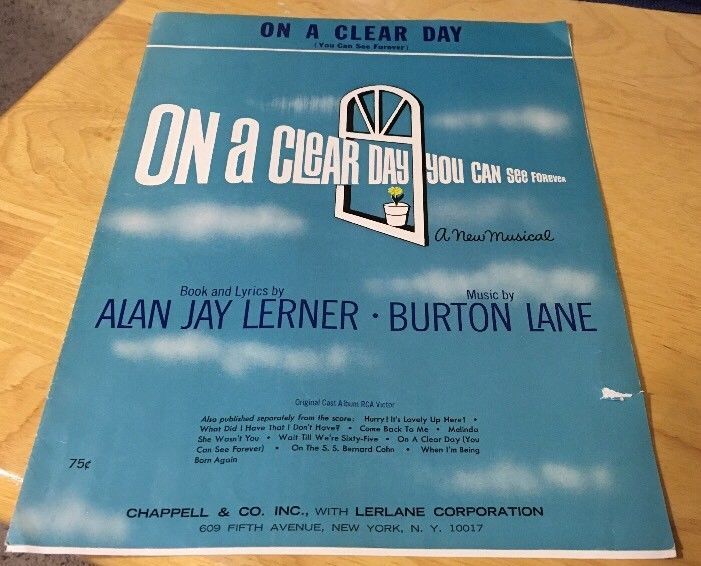 ON A CLEAR DAY
(You Can See Forever)
ON a CLEAR DAY YOU CAN See FOREVER
A New Musical
Book and Lyrics by
ALAN JAY LERNER •
Music by
BURTON LANE
Original Cast Album RCA Victor
Also published separately from the score: Hurry! It's Lovely Up Here! •
What Did I Have That I Don't Have? • Come Back To Me • Melinda
She Wasn't You • Wait Till We're Sixty-Five • On A Clear Day (You
Can See Forever) • On The S. S. Bernard Cohn • When I'm Being
Born Again
75¢
CHAPPELL & CO. INC., WITH LERLANE CORPORATION
609 FIFTH AVENUE, NEW YORK, N. Y. 10017